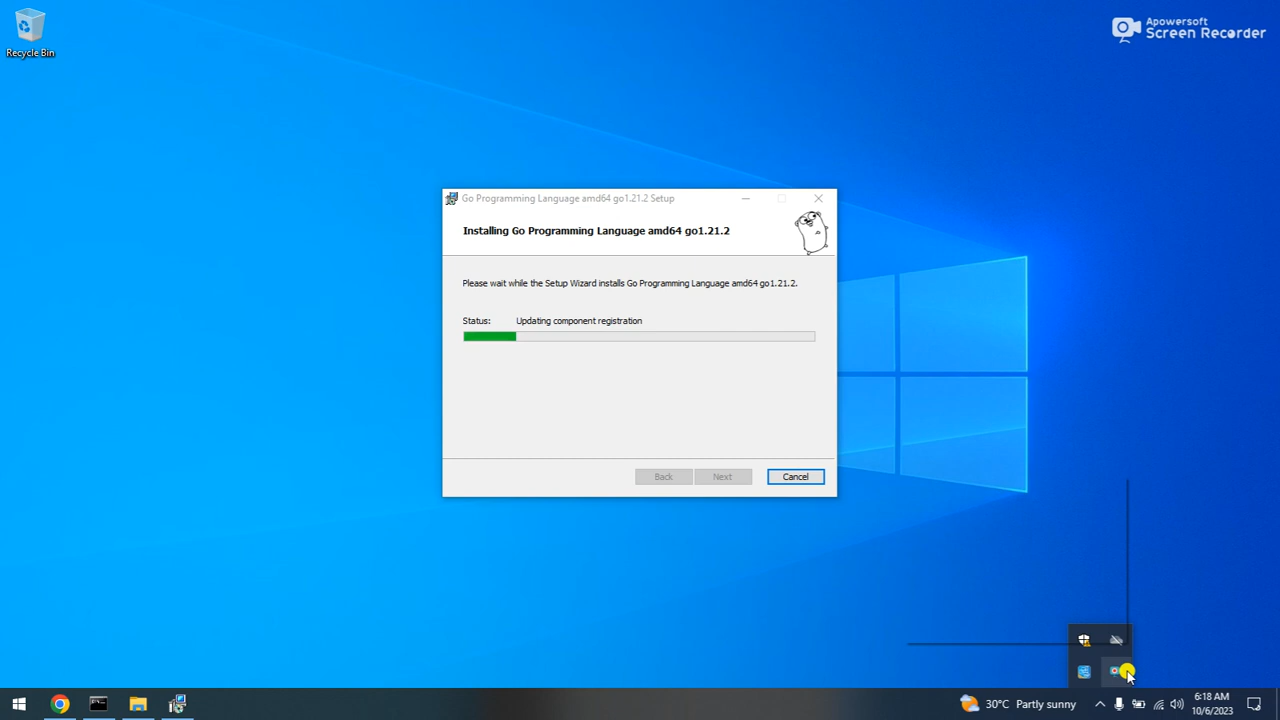 Recycle Bin
Apowersoft
Screen Recorder
Go Programming Language amd64 go1.21.2 Setup
Installing Go Programming Language amd64 go1.21.2
Please wait while the Setup Wizard installs Go Programming Language amd64 go1.21.2.
Status: Updating component registration
Back Next Cancel
30°C Partly sunny
6:18 AM
10/6/2023